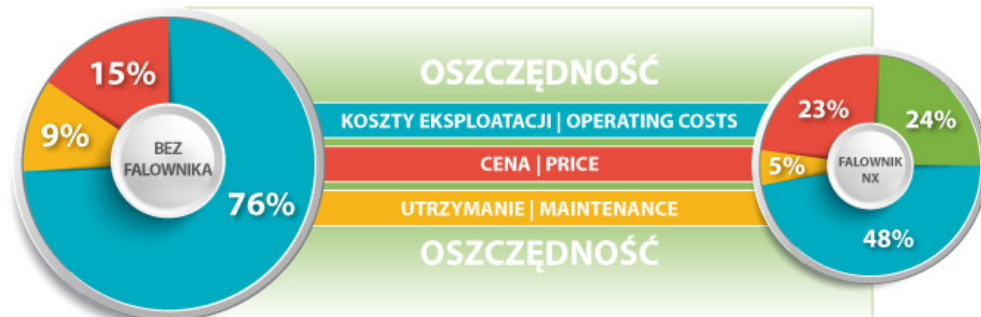 15%
9%
BEZ
FALOWNIKA
76%
OSZCZĘDNOŚĆ
KOSZTY EKSPLOATACJI | OPERATING COSTS
CENA | PRICE
UTRZYMANIE | MAINTENANCE
OSZCZĘDNOŚĆ
23%
24%
5%
FALOWNIK
NX
48%